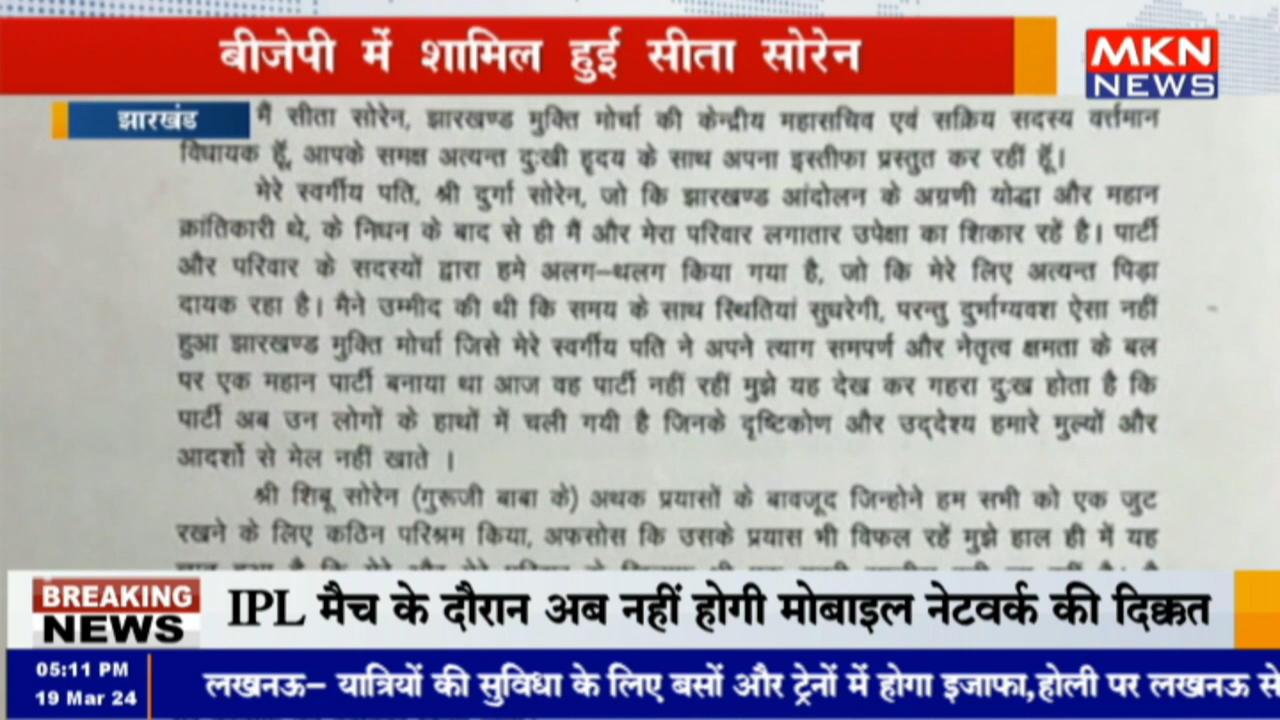 बीजेपी में शामिल हुई सीता सोरेन
MKN
NEWS
झारखंड
मैं सीता सोरेन, झारखण्ड मुक्ति मोर्चा की केन्द्रीय महासचिव एवं सक्रिय सदस्य वर्त्तमान
विधायक हूँ, आपके समक्ष अत्यन्त दुःखी हृदय के साथ अपना इस्तीफा प्रस्तुत कर रहीं हूँ।
मेरे स्वर्गीय पति, श्री दुर्गा सोरेन, जो कि झारखण्ड आंदोलन के अग्रणी योद्धा और महान
क्रांतिकारी थे, के निधन के बाद से ही मैं और मेरा परिवार लगातार उपेक्षा का शिकार रहें है। पार्टी
और परिवार के सदस्यों द्वारा हमे अलग–थलग किया गया है, जो कि मेरे लिए अत्यन्त पिड़ा
दायक रहा है। मैने उम्मीद की थी कि समय के साथ स्थितियां सुधरेगी, परन्तु दुर्भाग्यवश ऐसा नहीं
हुआ झारखण्ड मुक्ति मोर्चा जिसे मेरे स्वर्गीय पति ने अपने त्याग समपर्ण और नेतृत्व क्षमता के बल
पर एक महान पार्टी बनाया था आज वह पार्टी नहीं रहीं मुझे यह देख कर गहरा दुःख होता है कि
पार्टी अब उन लोगों के हाथों में चली गयी है जिनके दृष्टिकोण और उद्देश्य हमारे मुल्यों और
आदर्शो से मेल नहीं खाते ।
श्री शिबू सोरेन (गुरूजी बाबा के) अथक प्रयासों के बावजूद जिन्होने हम सभी को एक जुट
रखने के लिए कठिन परिश्रम किया, अफसोस कि उसके प्रयास भी विफल रहें मुझे हाल ही में यह
BREAKING
NEWS
IPL मैच के दौरान अब नहीं होगी मोबाइल नेटवर्क की दिक्कत
05:11 PM
19 Mar 24
लखनऊ– यात्रियों की सुविधा के लिए बसों और ट्रेनों में होगा इजाफा,होली पर लखनऊ से